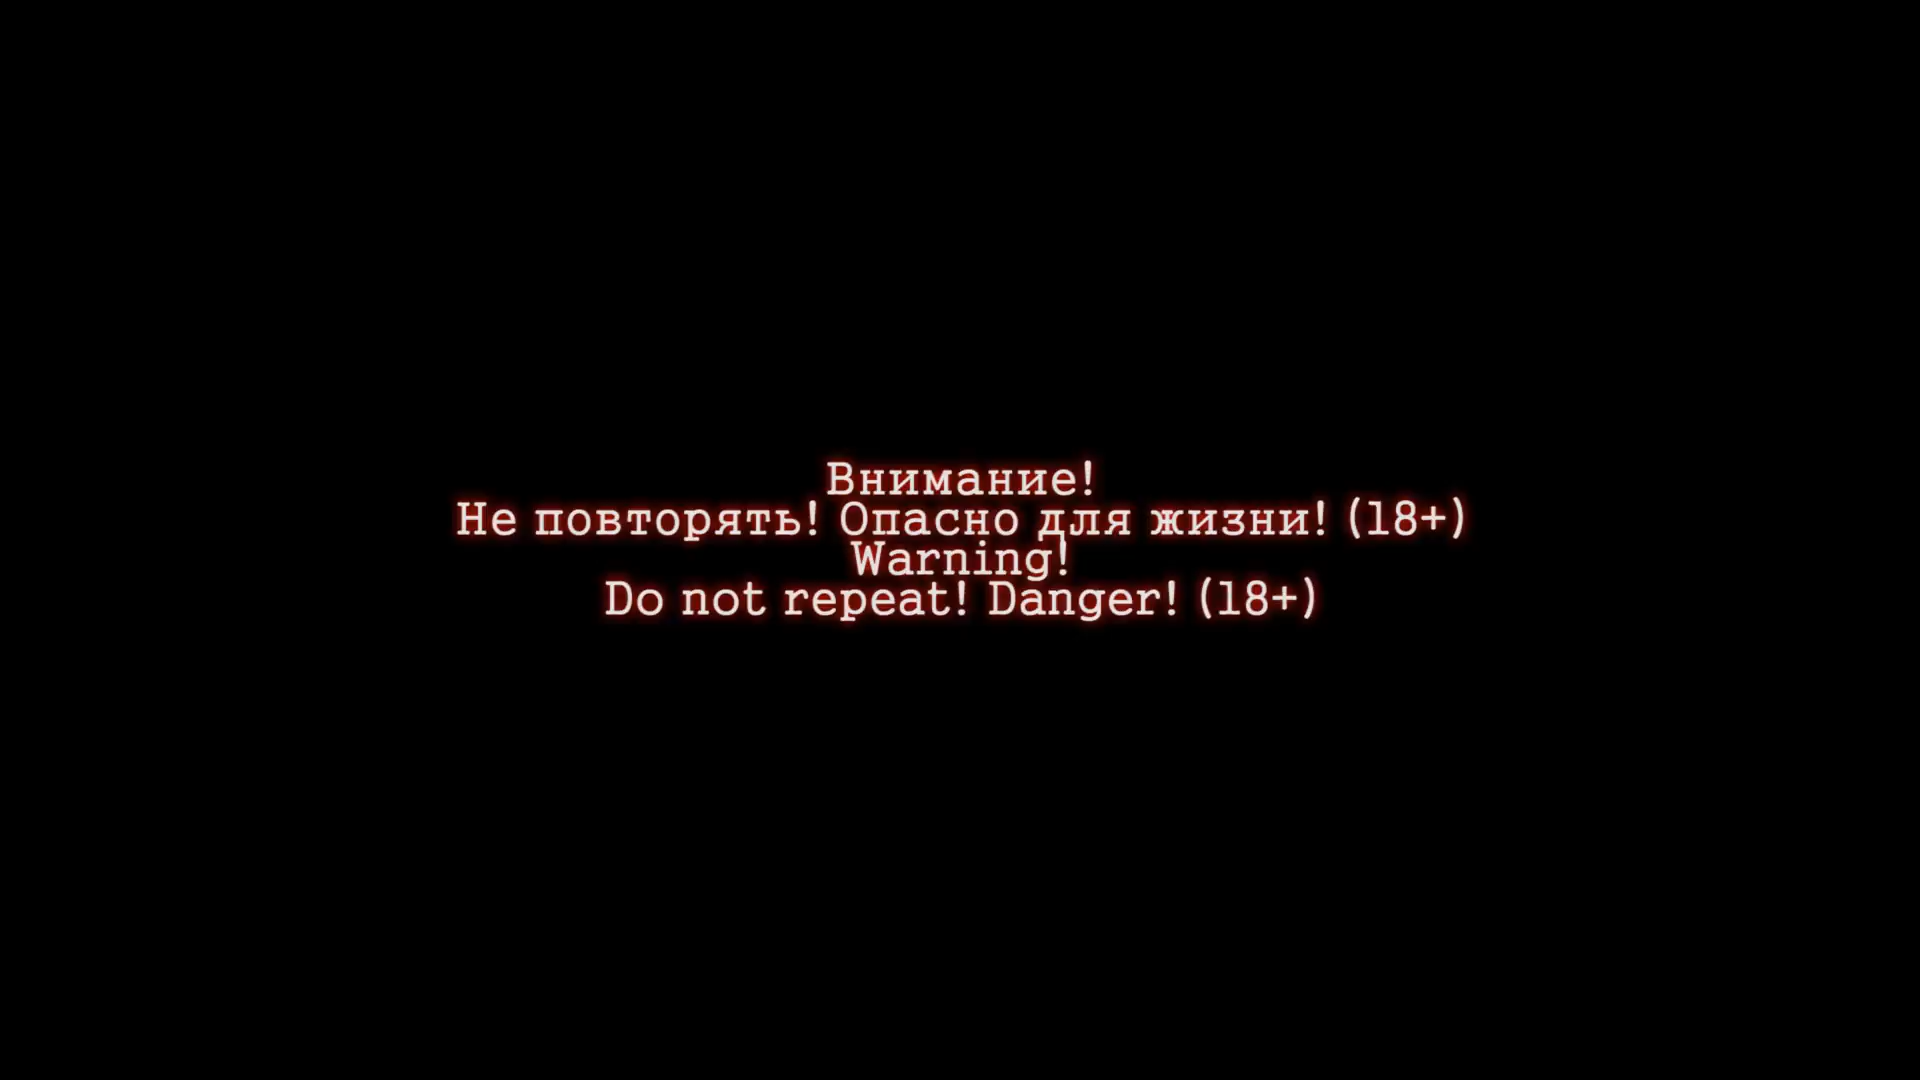 Внимание!
Не повторять! Опасно для жизни! (18+)
Warning!
Do not repeat! Danger! (18+)